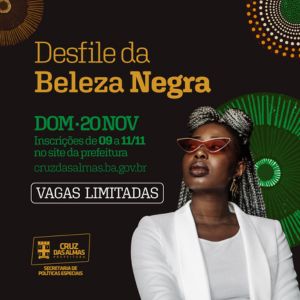 Desfile da
Beleza Negra
DOM • 20 NOV
Inscrições de 09 a 11/11
no site da prefeitura
cruzdasalmas.ba.gov.br
VAGAS LIMITADAS
CRUZ
DAS ALMAS
PREFEITURA
SECRETARIA DE
POLÍTICAS ESPECIAIS